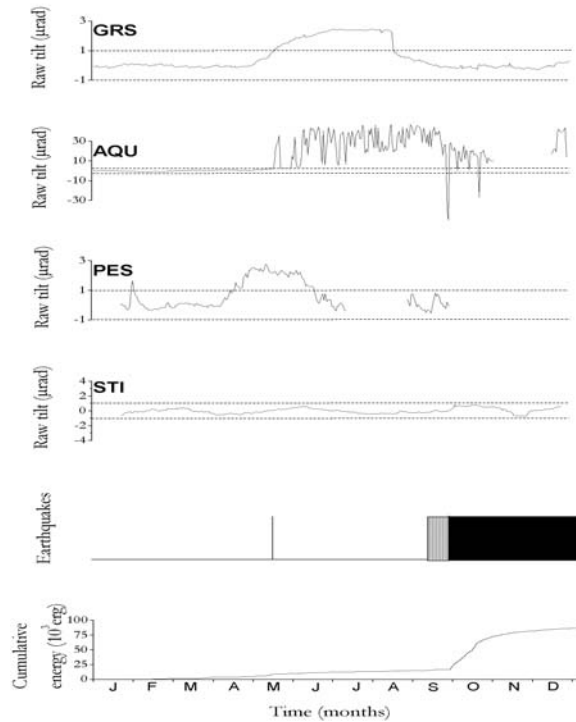 GRS
Raw tilt (µrad)
3
1
-1
AQU
Raw tilt (µrad)
30
10
-10
-30
PES
Raw tilt (µrad)
3
1
-1
STI
Raw tilt (µrad)
4
2
0
-2
-4
Earthquakes
Cumulative
energy (10³erg)
100
75
50
25
0
J F M A M J J A S O N D
Time (months)